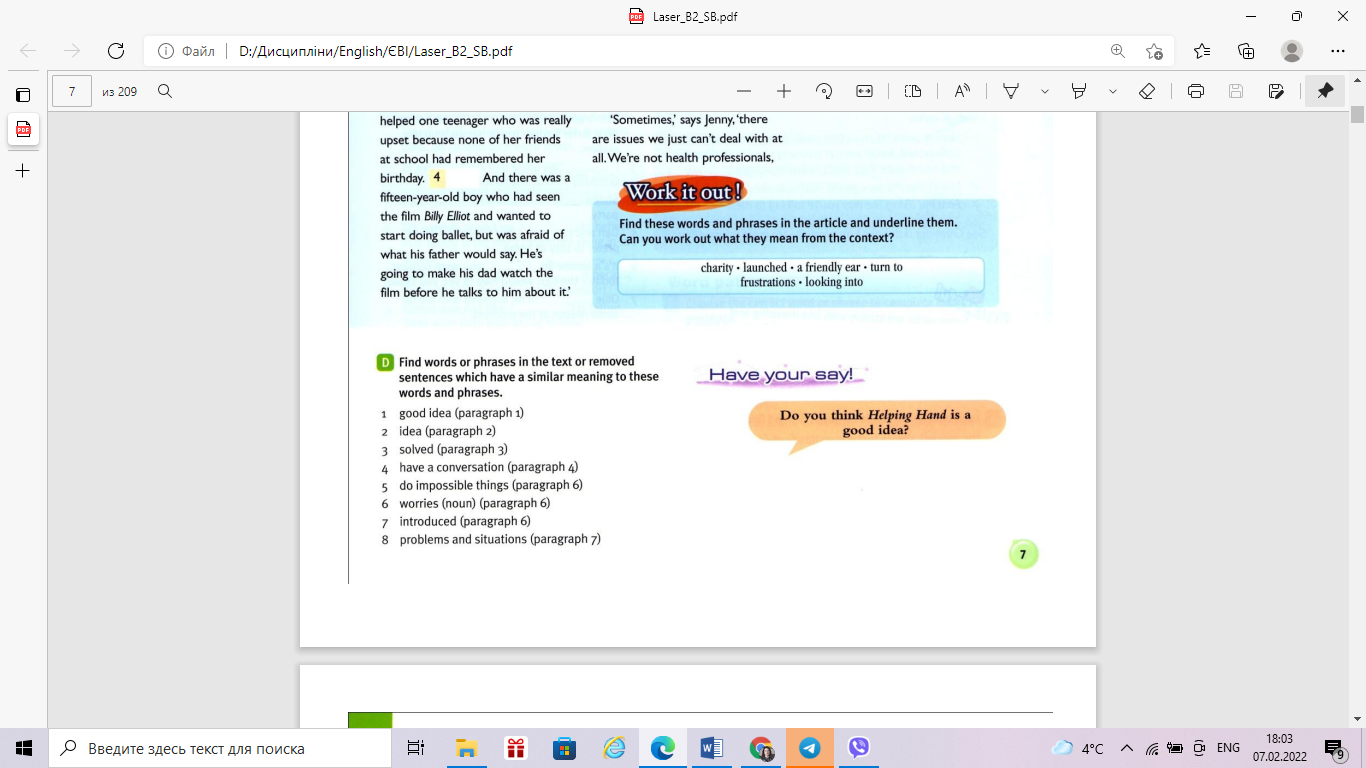 Laser_B2_SB.pdf
Файл
D:/Дисципліни/English/ЄВІ/Laser_B2_SB.pdf
7
из 209
helped one teenager who was really
upset because none of her friends
at school had remembered her
birthday. 4 And there was a
fifteen-year-old boy who had seen
the film Billy Elliot and wanted to
start doing ballet, but was afraid of
what his father would say. He's
going to make his dad watch the
film before he talks to him about it.'
'Sometimes,' says Jenny, 'there
are issues we just can't deal with at
all. We're not health professionals,
Work it out!
Find these words and phrases in the article and underline them.
Can you work out what they mean from the context?
charity • launched • a friendly ear • turn to
frustrations • looking into
D Find words or phrases in the text or removed
sentences which have a similar meaning to these
words and phrases.
1 good idea (paragraph 1)
2 idea (paragraph 2)
3 solved (paragraph 3)
4 have a conversation (paragraph 4)
5 do impossible things (paragraph 6)
6 worries (noun) (paragraph 6)
7 introduced (paragraph 6)
8 problems and situations (paragraph 7)
Have your say!
Do you think Helping Hand is a
good idea?
7
Введите здесь текст для поиска
4°C
ENG
18:03
07.02.2022
9